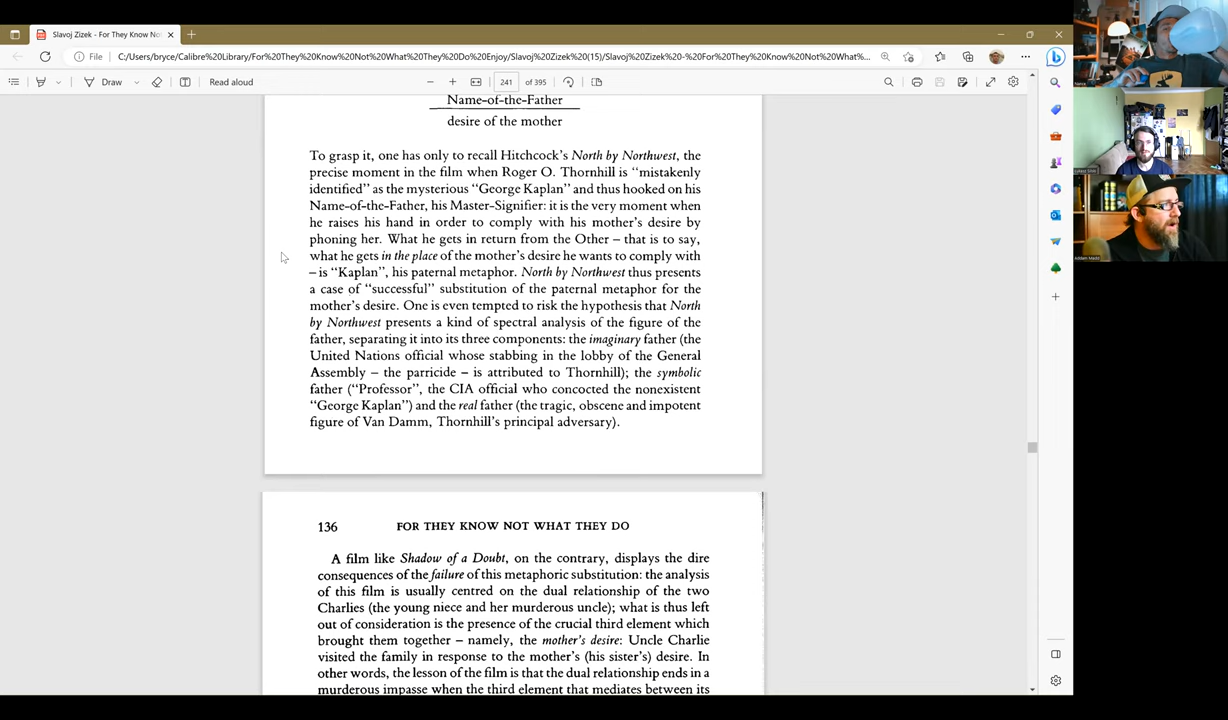 Slavoj Zizek - For They Know No
File
C:/Users/bryce/Calibre%20Library/For%20They%20Know%20Not%20What%20They%20Do%20Enjoy/Slavoj%20Zizek%20(15)/Slavoj%20Zizek%20-%20For%20They%20Know%20Not%20What%...
Draw
Read aloud
241
of 395
Name-of-the-Father
desire of the mother
To grasp it, one has only to recall Hitchcock's North by Northwest, the
precise moment in the film when Roger O. Thornhill is “mistakenly
identified” as the mysterious “George Kaplan” and thus hooked on his
Name-of-the-Father, his Master-Signifier: it is the very moment when
he raises his hand in order to comply with his mother's desire by
phoning her. What he gets in return from the Other – that is to say,
what he gets in the place of the mother's desire he wants to comply with
– is “Kaplan”, his paternal metaphor. North by Northwest thus presents
a case of “successful” substitution of the paternal metaphor for the
mother's desire. One is even tempted to risk the hypothesis that North
by Northwest presents a kind of spectral analysis of the figure of the
father, separating it into its three components: the imaginary father (the
United Nations official whose stabbing in the lobby of the General
Assembly – the parricide – is attributed to Thornhill); the symbolic
father (“Professor”, the CIA official who concocted the nonexistent
“George Kaplan”) and the real father (the tragic, obscene and impotent
figure of Van Damm, Thornhill's principal adversary).
136 FOR THEY KNOW NOT WHAT THEY DO
A film like Shadow of a Doubt, on the contrary, displays the dire
consequences of the failure of this metaphoric substitution: the analysis
of this film is usually centred on the dual relationship of the two
Charlies (the young niece and her murderous uncle); what is thus left
out of consideration is the presence of the crucial third element which
brought them together – namely, the mother's desire: Uncle Charlie
visited the family in response to the mother's (his sister's) desire. In
other words, the lesson of the film is that the dual relationship ends in a
murderous impasse when the third element that mediates between its